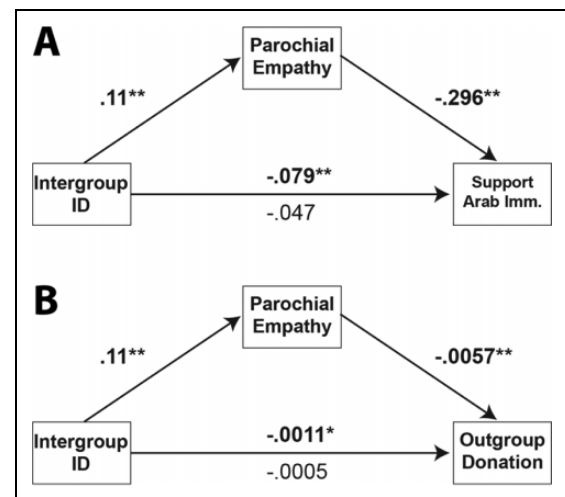 A
Parochial
Empathy
.11**
-.296**
Intergroup
ID
-.079**
-.047
Support
Arab Imm.
B
Parochial
Empathy
.11**
-.0057**
Intergroup
ID
-.0011*
-.0005
Outgroup
Donation